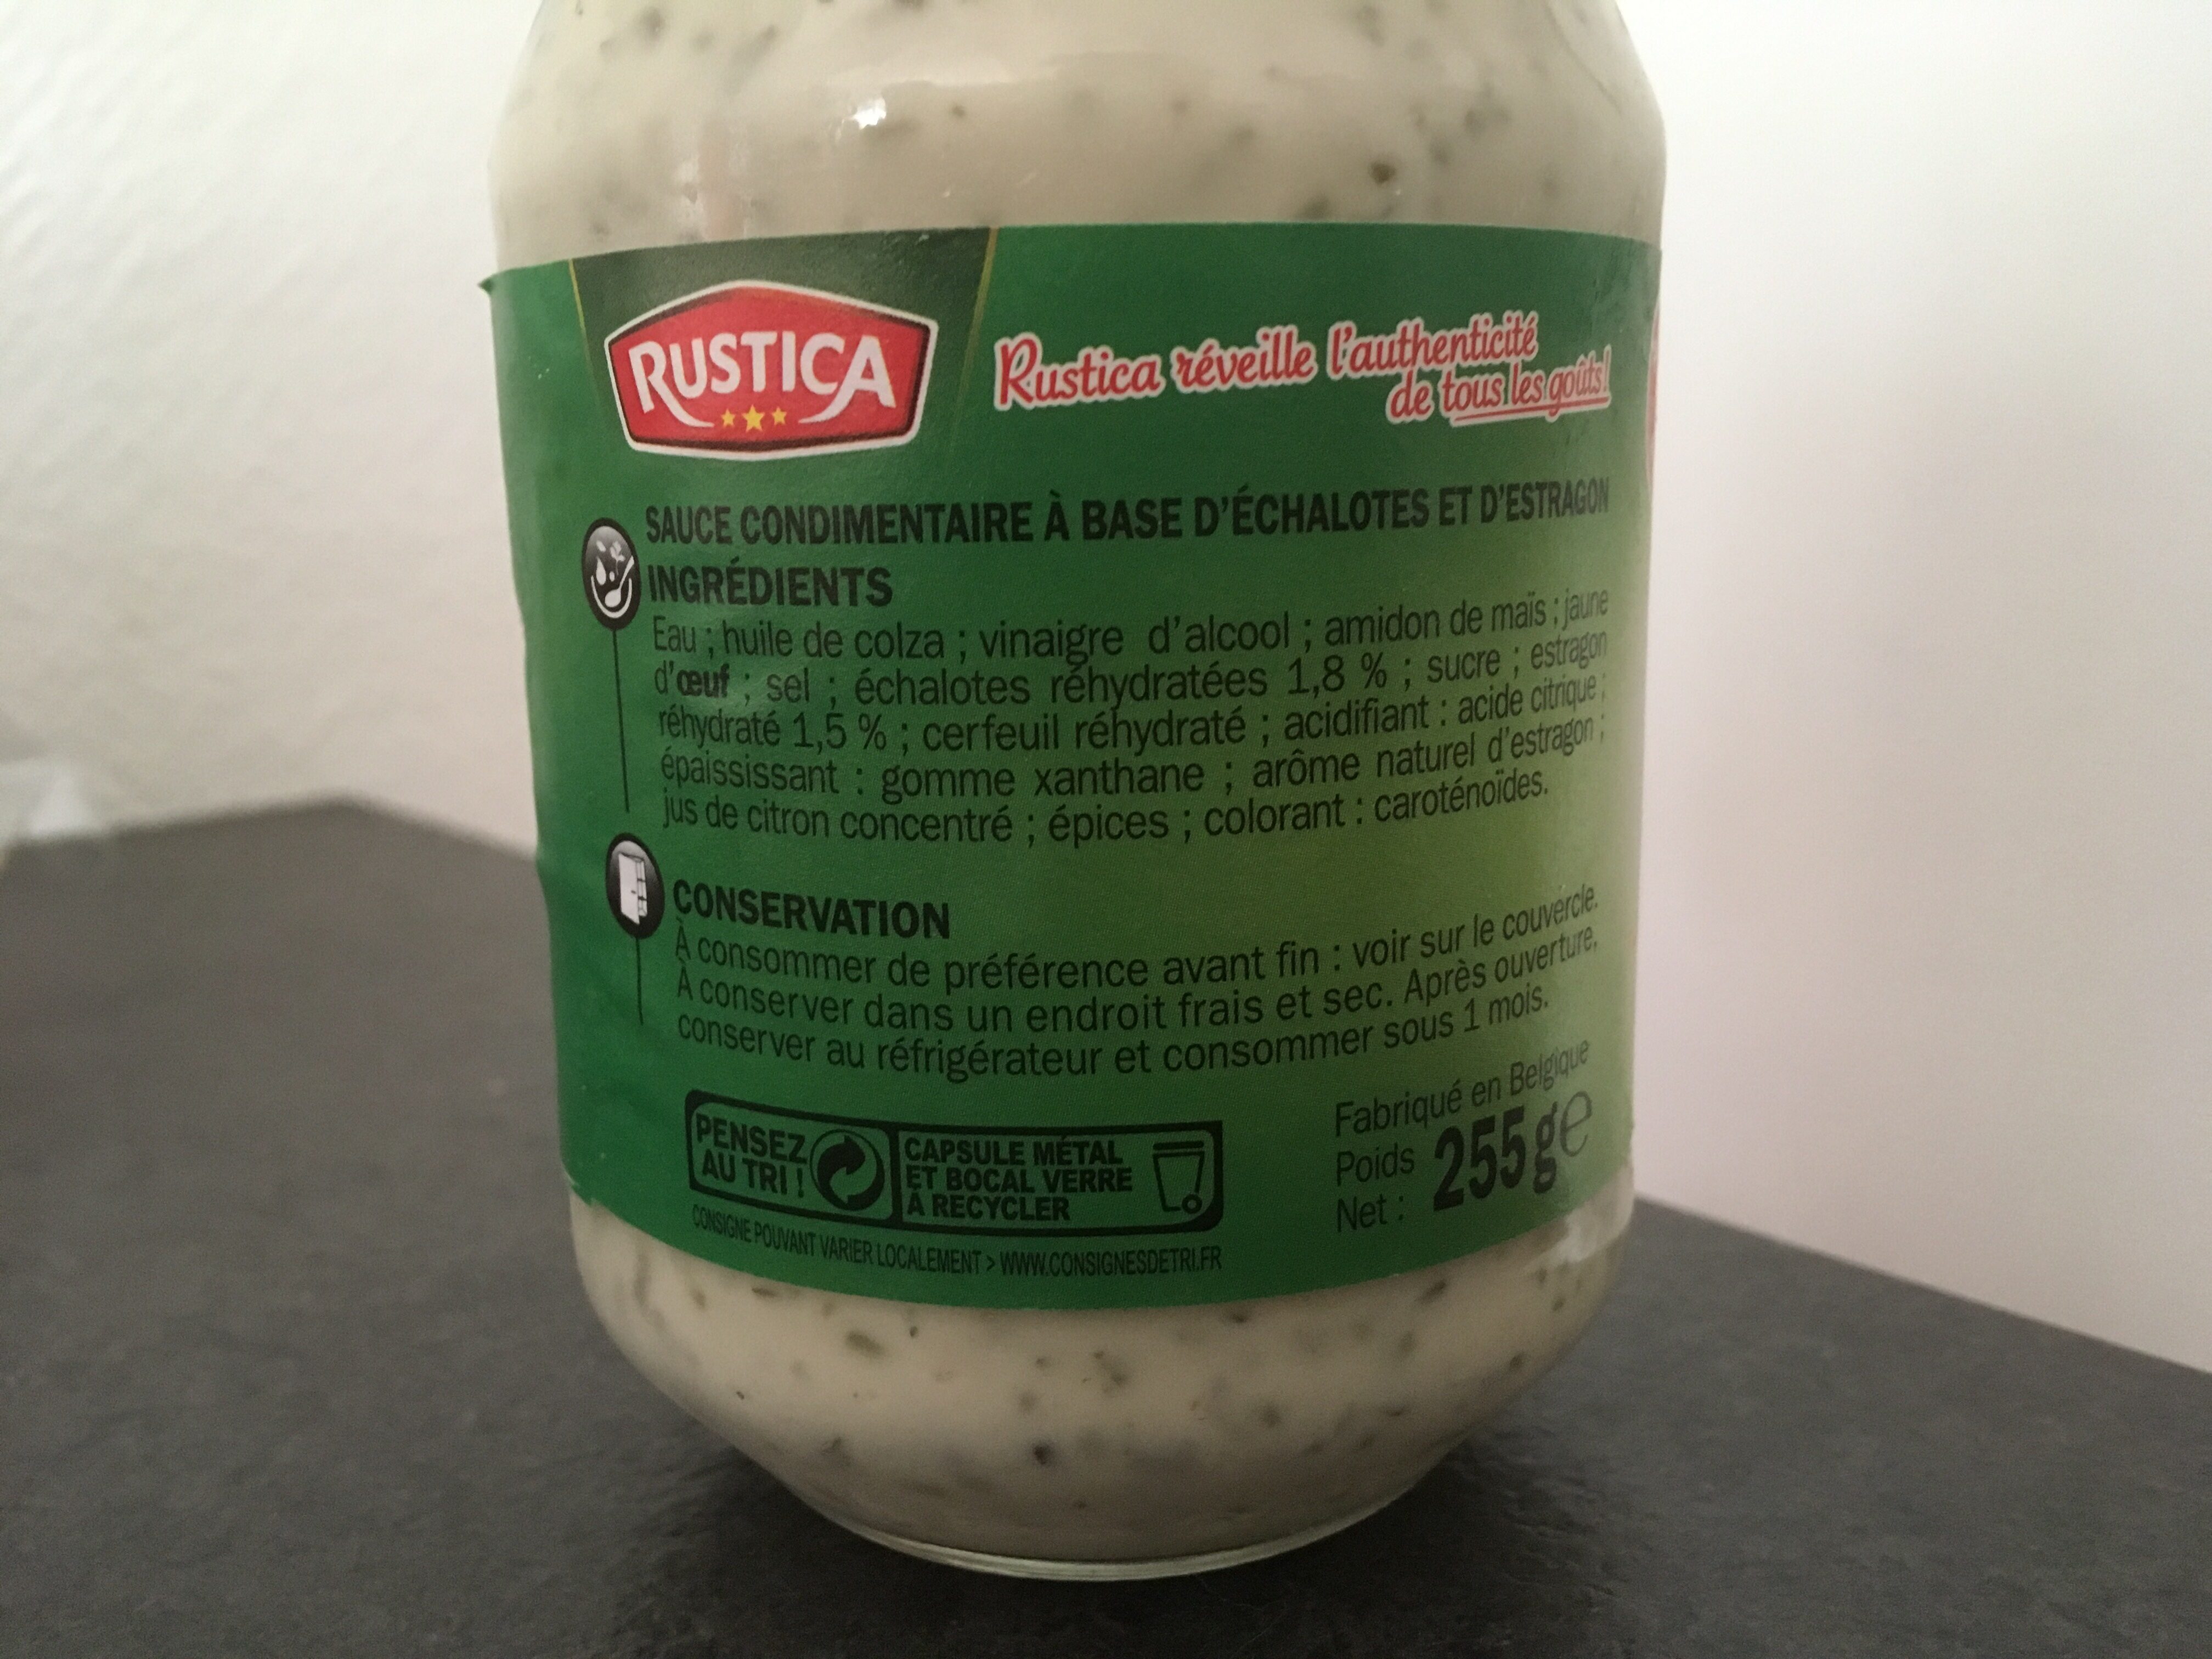 RUSTICA
Rustica réveille l'authenticité
de tous les goûts!
SAUCE CONDIMENTAIRE À BASE D'ÉCHALOTES ET D'ESTRAGON
INGRÉDIENTS
Eau ; huile de colza ; vinaigre d'alcool ; amidon de maïs ; jaune
d'œuf ; sel ; échalotes réhydratées 1,8 % ; sucre ; estragon
réhydraté 1,5 % ; cerfeuil réhydraté ; acidifiant : acide citrique ;
épaississant : gomme xanthane ; arôme naturel d'estragon ;
jus de citron concentré ; épices ; colorant : caroténoïdes.
CONSERVATION
À consommer de préférence avant fin : voir sur le couvercle.
À conserver dans un endroit frais et sec. Après ouverture,
conserver au réfrigérateur et consommer sous 1 mois.
PENSEZ
AU TRI !
CAPSULE MÉTAL
ET BOCAL VERRE
À RECYCLER
CONSIGNE POUVANT VARIER LOCALEMENT > WWW.CONSIGNESDETRI.FR
Fabriqué en Belgique
Poids
Net : 255g℮